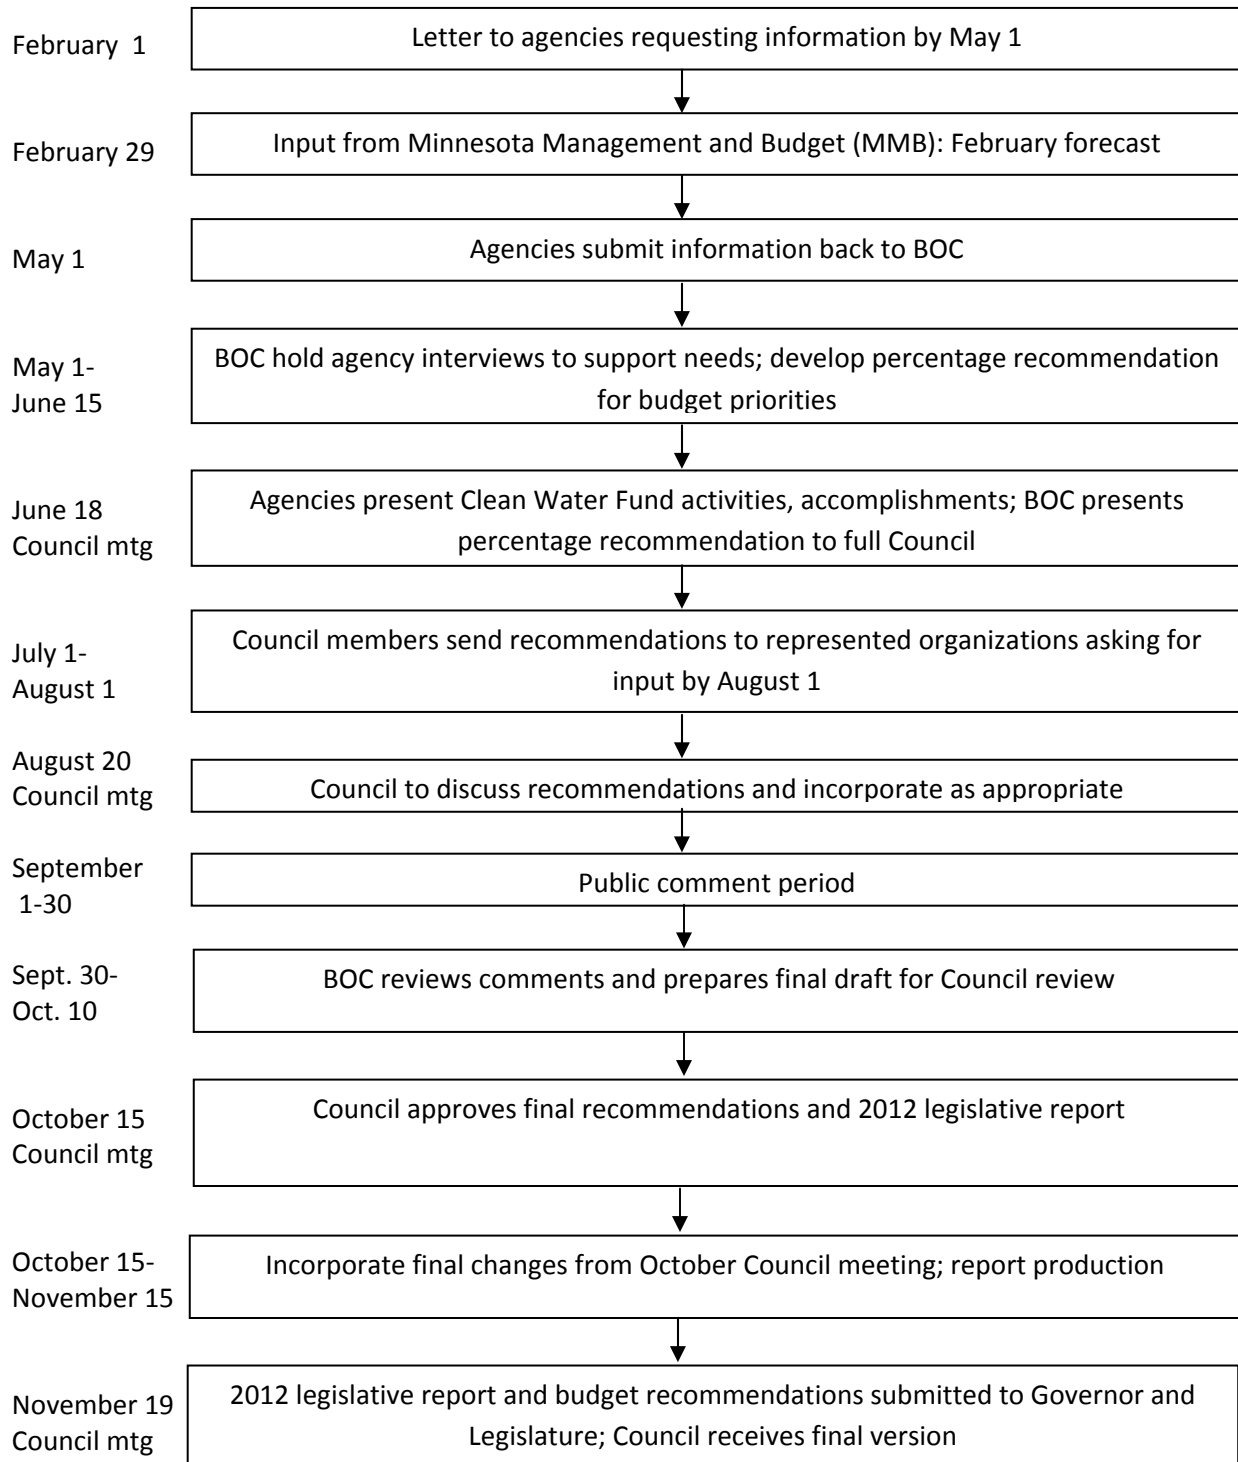 February 1
Letter to agencies requesting information by May 1
February 29
Input from Minnesota Management and Budget (MMB): February forecast
May 1
Agencies submit information back to BOC
May 1-
June 15
BOC hold agency interviews to support needs; develop percentage recommendation
for budget priorities
June 18
Council mtg
Agencies present Clean Water Fund activities, accomplishments; BOC presents
percentage recommendation to full Council
July 1-
August 1
Council members send recommendations to represented organizations asking for
input by August 1
August 20
Council mtg
Council to discuss recommendations and incorporate as appropriate
September
1-30
Public comment period
Sept. 30-
Oct. 10
BOC reviews comments and prepares final draft for Council review
October 15
Council mtg
Council approves final recommendations and 2012 legislative report
October 15-
November 15
Incorporate final changes from October Council meeting; report production
November 19
Council mtg
2012 legislative report and budget recommendations submitted to Governor and
Legislature; Council receives final version